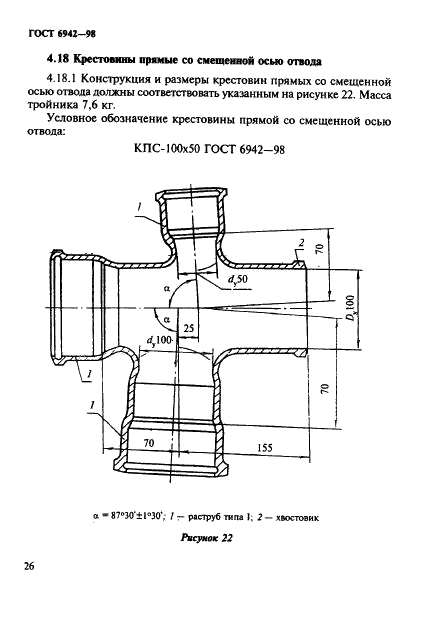 ГОСТ 6942—98
4.18 Крестовины прямые со смещенной осью отвода
4.18.1 Конструкция и размеры крестовин прямых со смещенной
осью отвода должны соответствовать указанным на рисунке 22. Масса
тройника 7,6 кг.
Условное обозначение крестовины прямой со смещенной осью
отвода:
КПС-100х50 ГОСТ 6942—98
1
2
70
dy50
α
α
25
Dy100
dy100
1
1
70
70
155
α = 87°30'±1°30'; 1 — раструб типа I; 2 — хвостовик
Рисунок 22
26